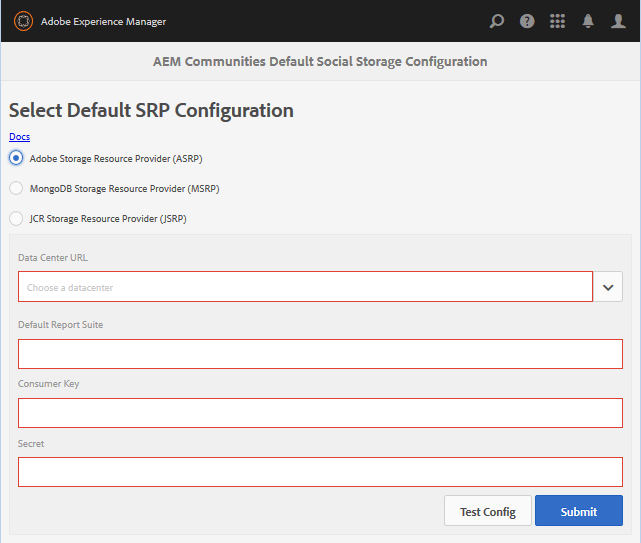 Adobe Experience Manager
AEM Communities Default Social Storage Configuration
Select Default SRP Configuration
Docs
Adobe Storage Resource Provider (ASRP)
MongoDB Storage Resource Provider (MSRP)
JCR Storage Resource Provider (JSRP)
Data Center URL
Choose a datacenter
Default Report Suite
Consumer Key
Secret
Test Config Submit